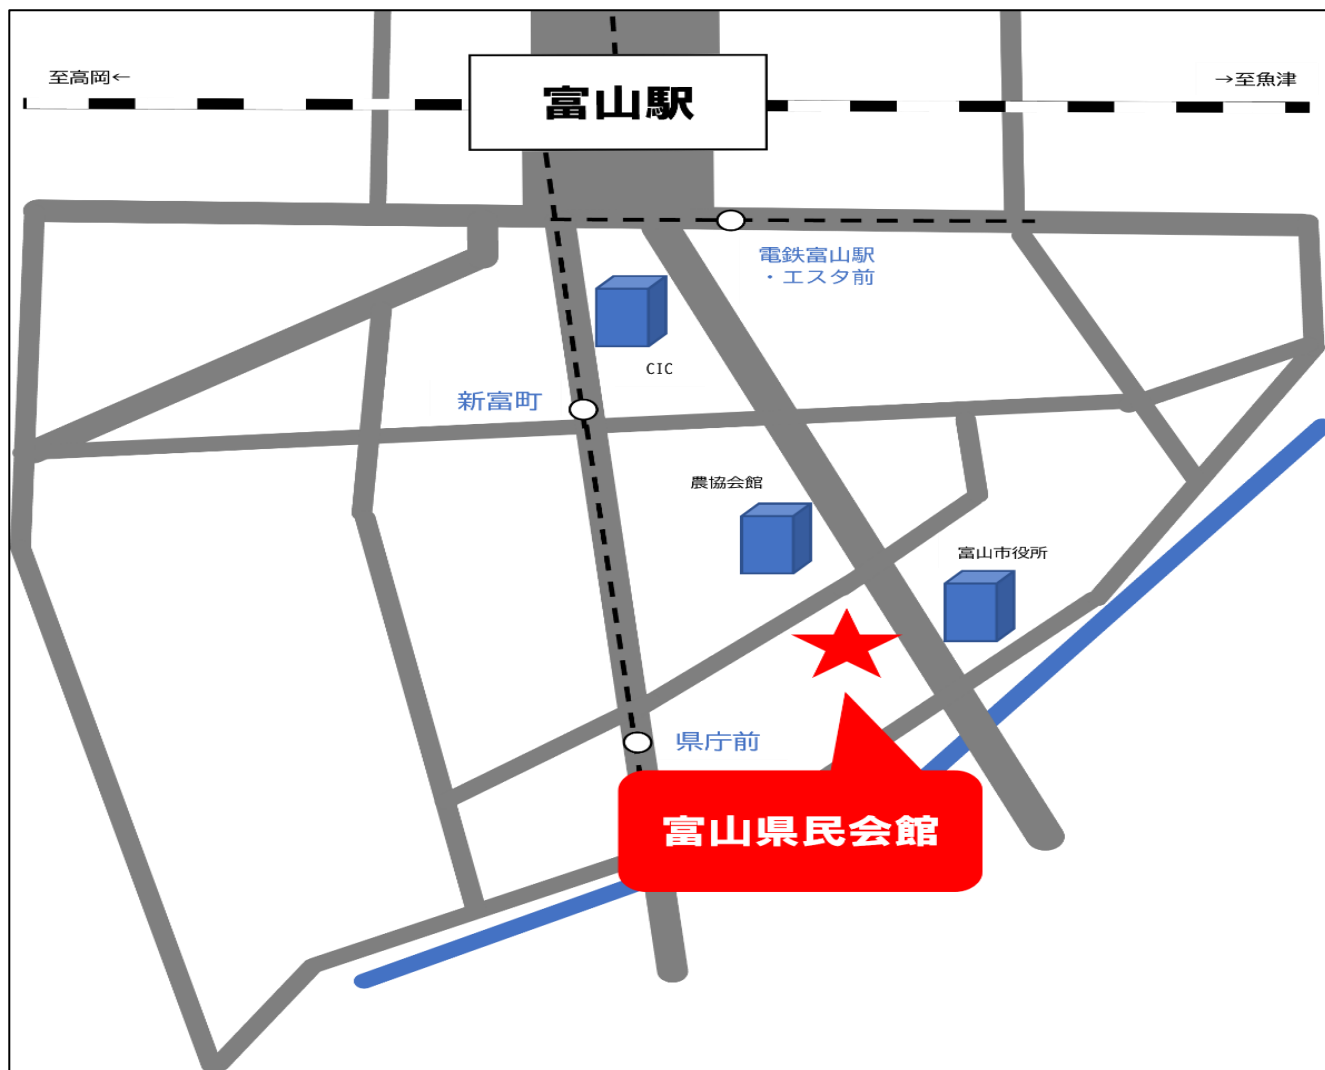 至高岡←
富山駅
→至魚津
電鉄富山駅
・エスタ前
CIC
新富町
農協会館
富山市役所
県庁前
富山県民会館